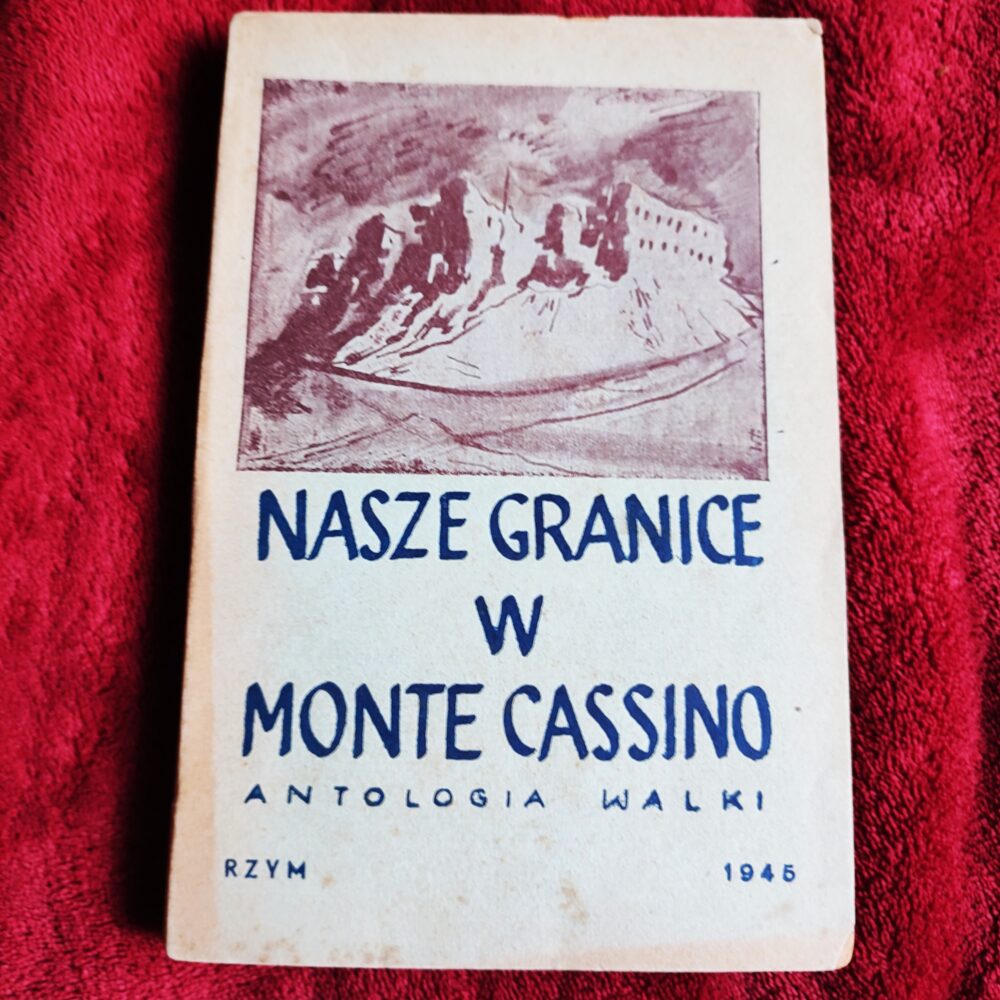 NASZE GRANICE
W
MONTE CASSINO
ANTOLOGIA WALKI
RZYM 1945